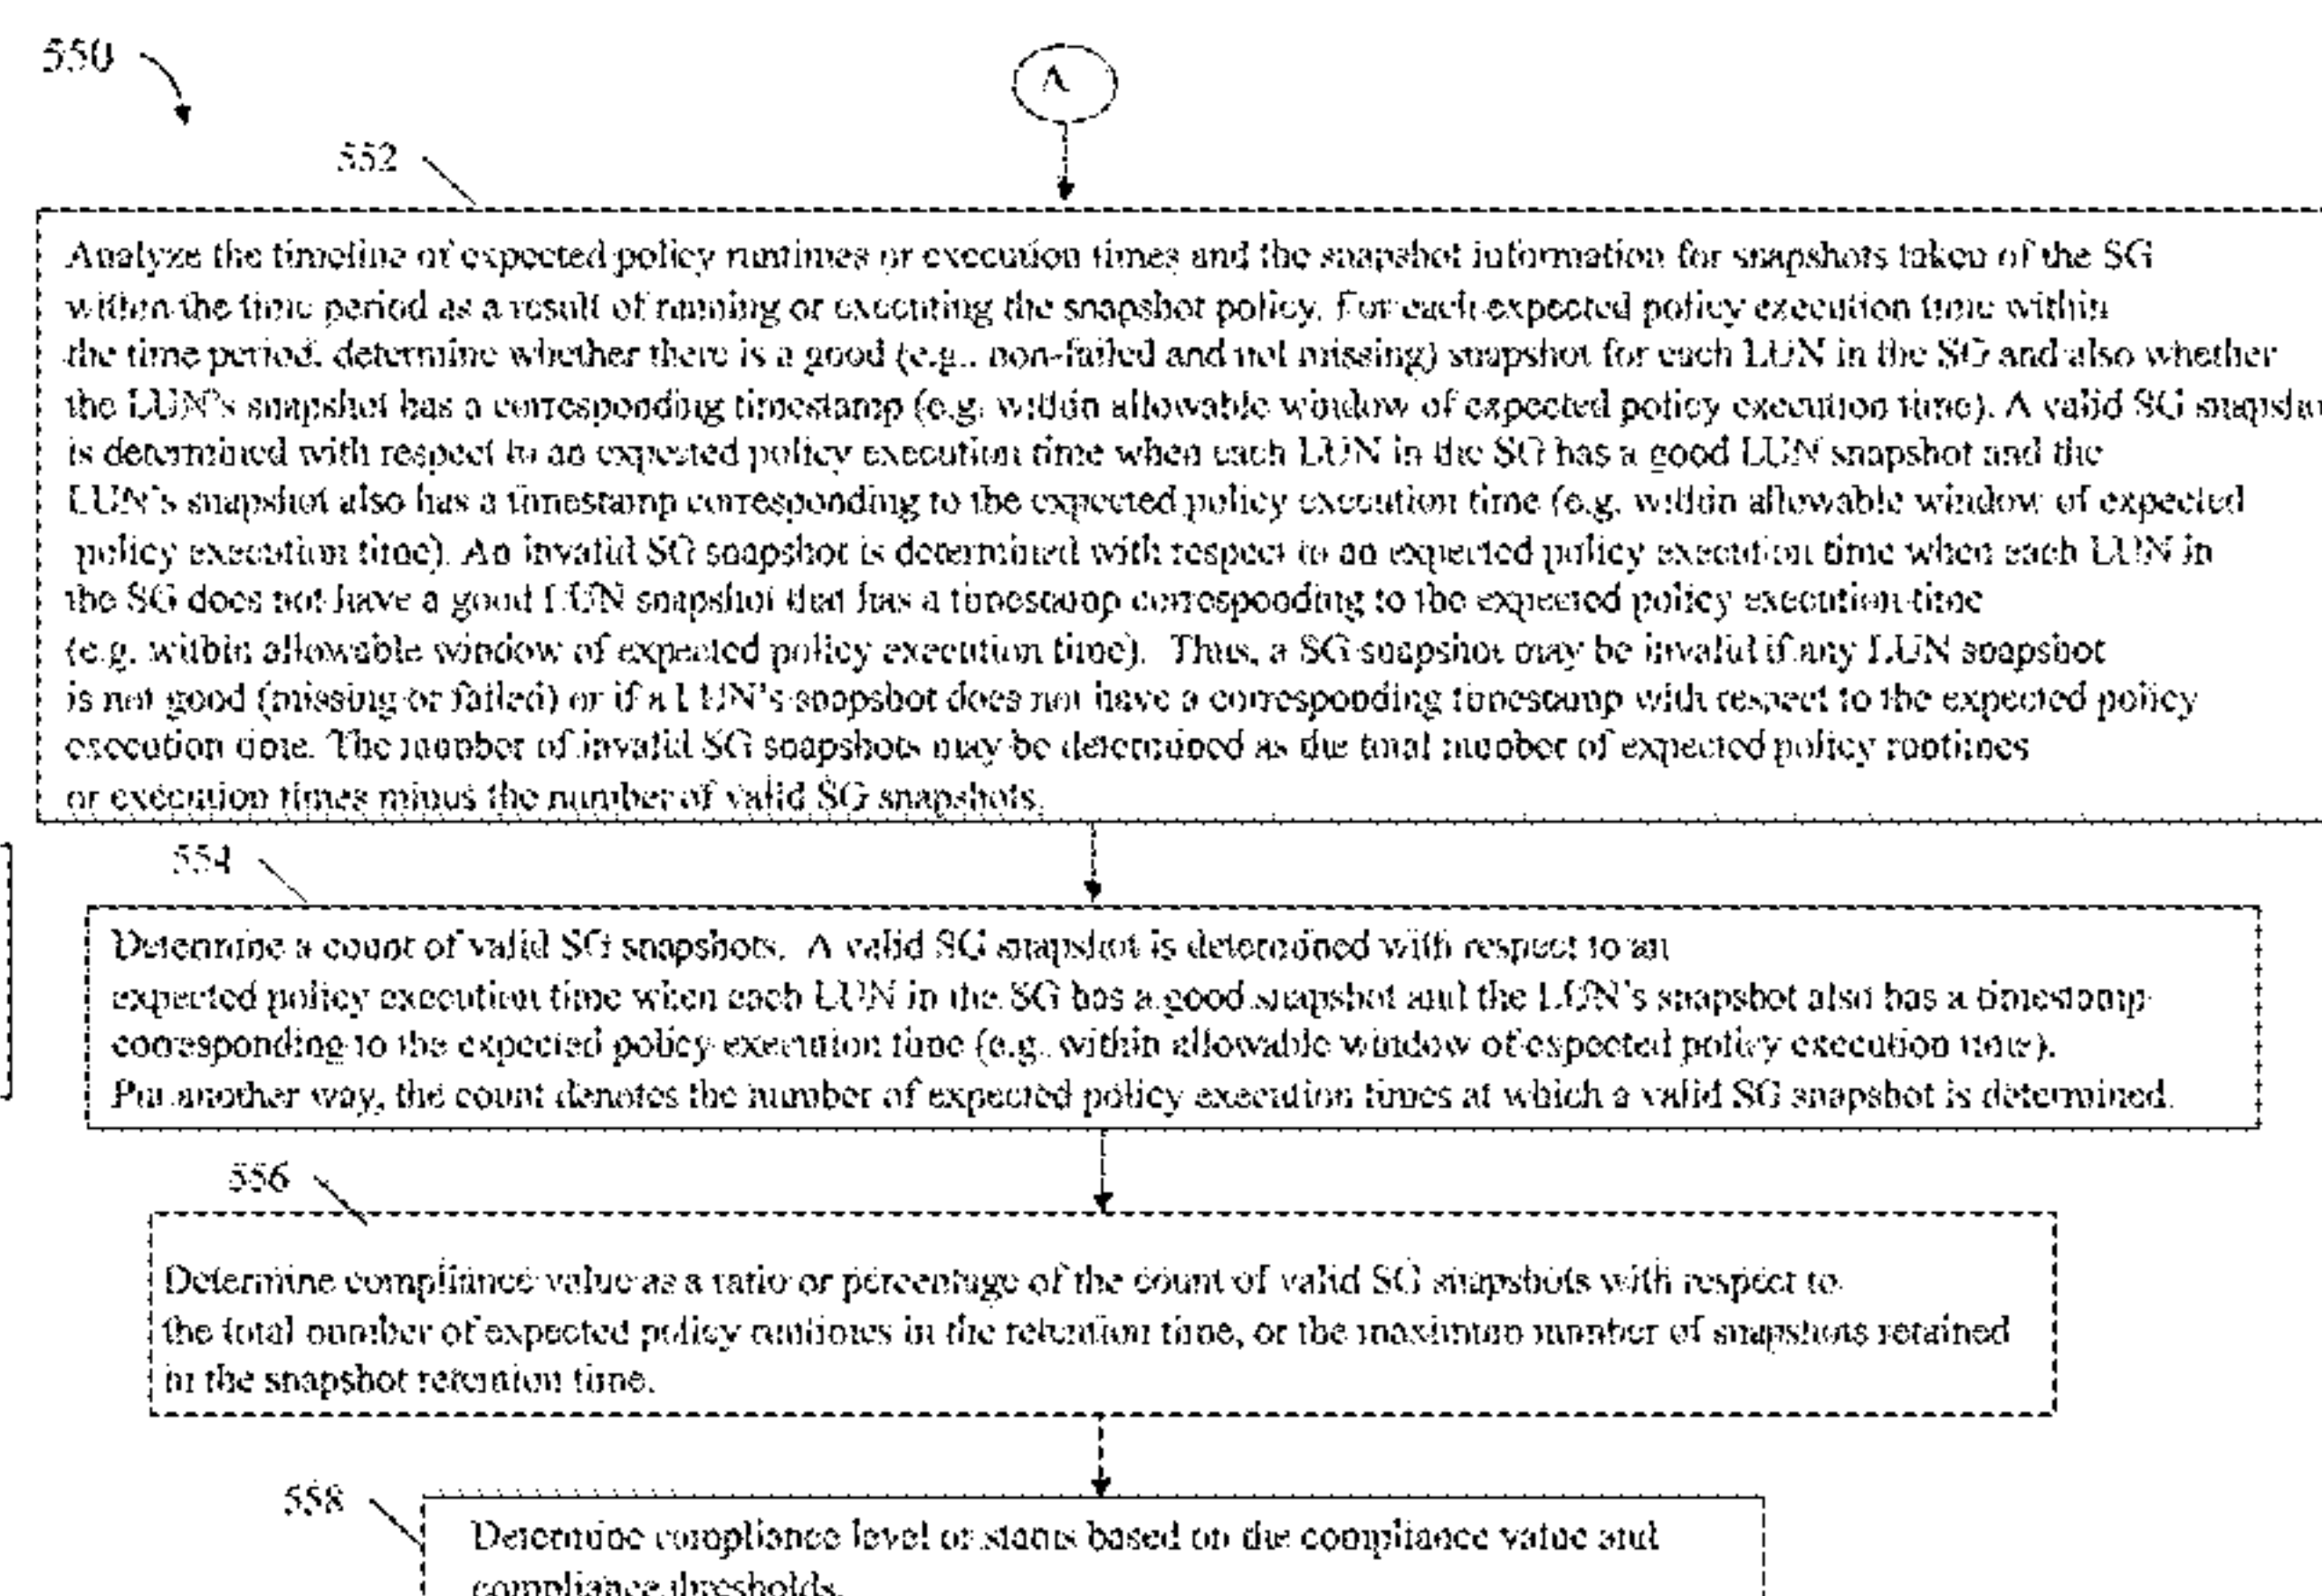 550
A
552
Analyze the timeline of expected policy runtimes or execution times and the snapshot information for snapshots taken of the SG
within the time period as a result of running or executing the snapshot policy. For each expected policy execution time within
the time period, determine whether there is a good (e.g., non-failed and not missing) snapshot for each LUN in the SG and also whether
the LUN's snapshot has a corresponding timestamp (e.g. within allowable window of expected policy execution time). A valid SG snapshot
is determined with respect to an expected policy execution time when each LUN in the SG has a good LUN snapshot and the
LUN's snapshot also has a timestamp corresponding to the expected policy execution time (e.g. within allowable window of expected
policy execution time). An invalid SG snapshot is determined with respect to an expected policy execution time when each LUN in
the SG does not have a good LUN snapshot that has a timestamp corresponding to the expected policy execution time
(e.g. within allowable window of expected policy execution time). Thus, a SG snapshot may be invalid if any LUN snapshot
is not good (missing or failed) or if a LUN's snapshot does not have a corresponding timestamp with respect to the expected policy
execution time. The number of invalid SG snapshots may be determined as the total number of expected policy runtimes
or execution times minus the number of valid SG snapshots.
554
Determine a count of valid SG snapshots. A valid SG snapshot is determined with respect to an
expected policy execution time when each LUN in the SG has a good snapshot and the LUN's snapshot also has a timestamp
corresponding to the expected policy execution time (e.g. within allowable window of expected policy execution time).
Put another way, the count denotes the number of expected policy execution times at which a valid SG snapshot is determined.
556
Determine compliance value as a ratio or percentage of the count of valid SG snapshots with respect to
the total number of expected policy runtimes in the retention time, or the maximum number of snapshots retained
in the snapshot retention time.
558
Determine compliance level or status based on the compliance value and
compliance thresholds.